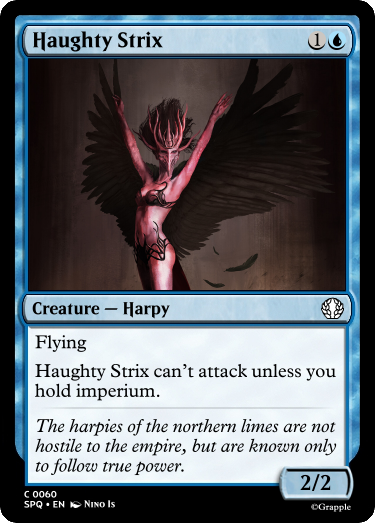 Haughty Strix 1
Creature — Harpy
Flying
Haughty Strix can't attack unless you
hold imperium.
The harpies of the northern limes are not
hostile to the empire, but are known only
to follow true power.
2/2
C 0060
SPQ • EN Nino Is
©Grapple